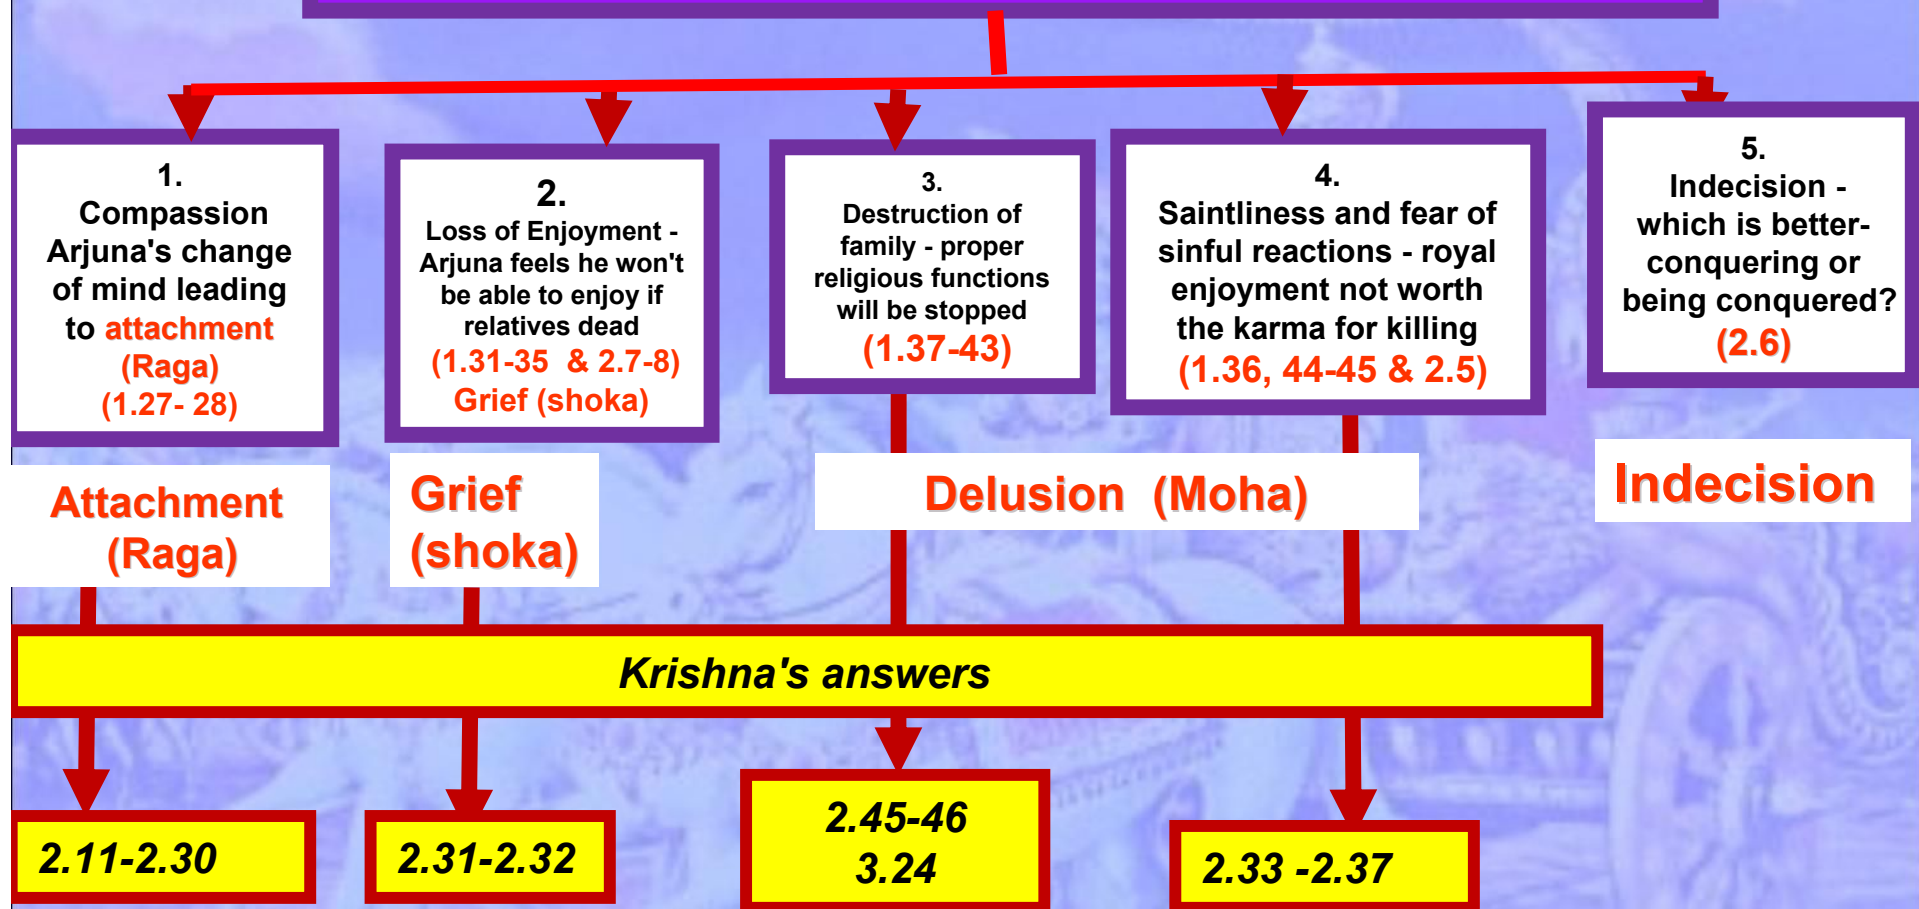 1.
Compassion
Arjuna's change
of mind leading
to attachment
(Raga)
(1.27- 28)
2.
Loss of Enjoyment -
Arjuna feels he won't
be able to enjoy if
relatives dead
(1.31-35 & 2.7-8)
Grief (shoka)
3.
Destruction of
family - proper
religious functions
will be stopped
(1.37-43)
4.
Saintliness and fear of
sinful reactions - royal
enjoyment not worth
the karma for killing
(1.36, 44-45 & 2.5)
5.
Indecision -
which is better-
conquering or
being conquered?
(2.6)
Attachment
(Raga)
Grief
(shoka)
Delusion (Moha)
Indecision
Krishna's answers
2.11-2.30
2.31-2.32
2.45-46
3.24
2.33 -2.37